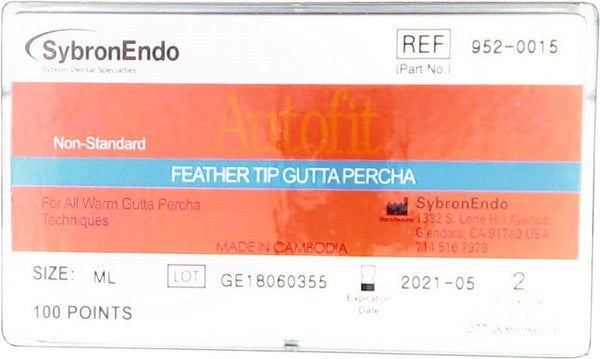 SybronEndo
Sybron Dental Specialties
REF 952-0015
(Part No.)
Autofit
Non-Standard
FEATHER TIP GUTTA PERCHA
For All Warm Gutta Percha
Techniques
SybronEndo
1332 S. Lone Hill Avenue
Glendora, CA 91740 USA
714.516.7979
Manufacturer
MADE IN CAMBODIA
SIZE: ML
LOT GE18060355
Expiration
Date
2021-05
2
100 POINTS